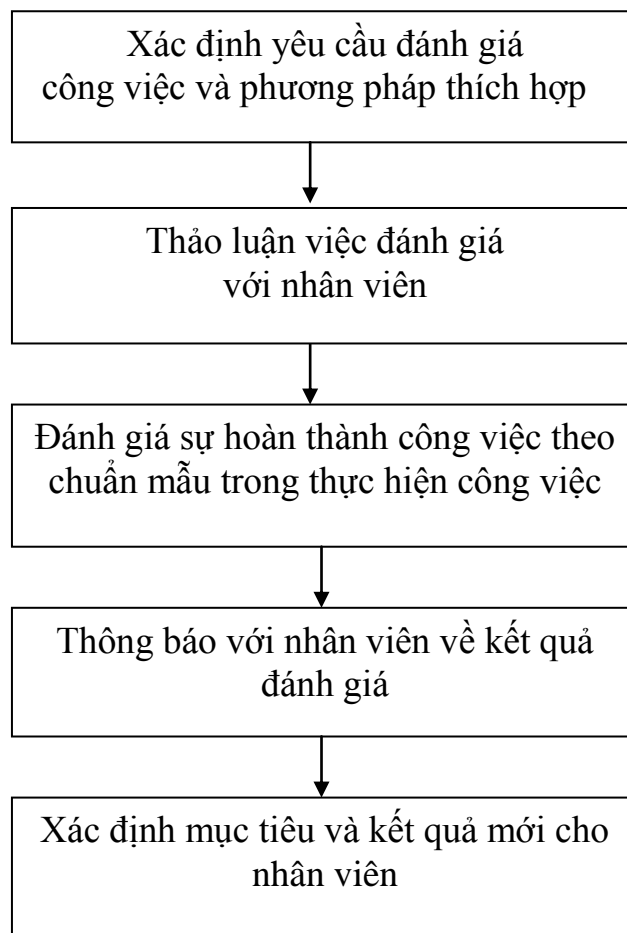 Xác định yêu cầu đánh giá
công việc và phương pháp thích hợp
Thảo luận việc đánh giá
với nhân viên
Đánh giá sự hoàn thành công việc theo
chuẩn mẫu trong thực hiện công việc
Thông báo với nhân viên về kết quả
đánh giá
Xác định mục tiêu và kết quả mới cho
nhân viên